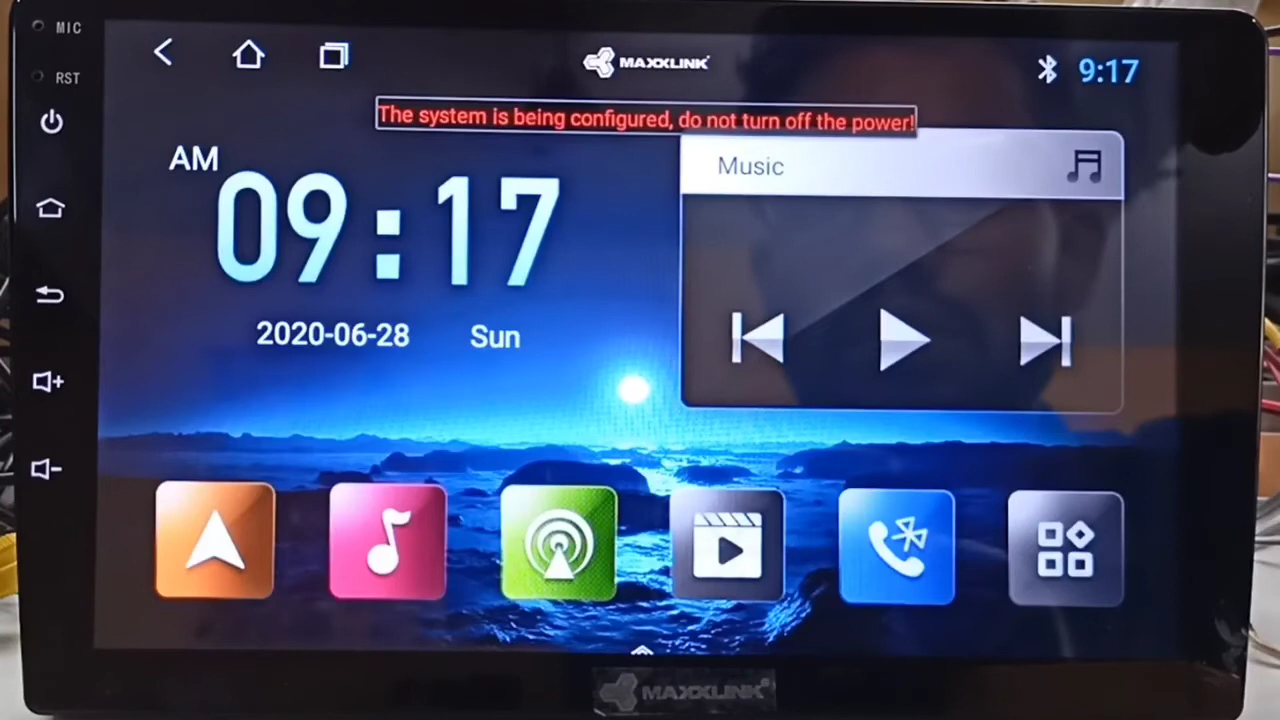 MIC
MAXXLINK
9:17
RST
The system is being configured, do not turn off the power!
AM
Music
09:17
2020-06-28 Sun
MAXXLINK